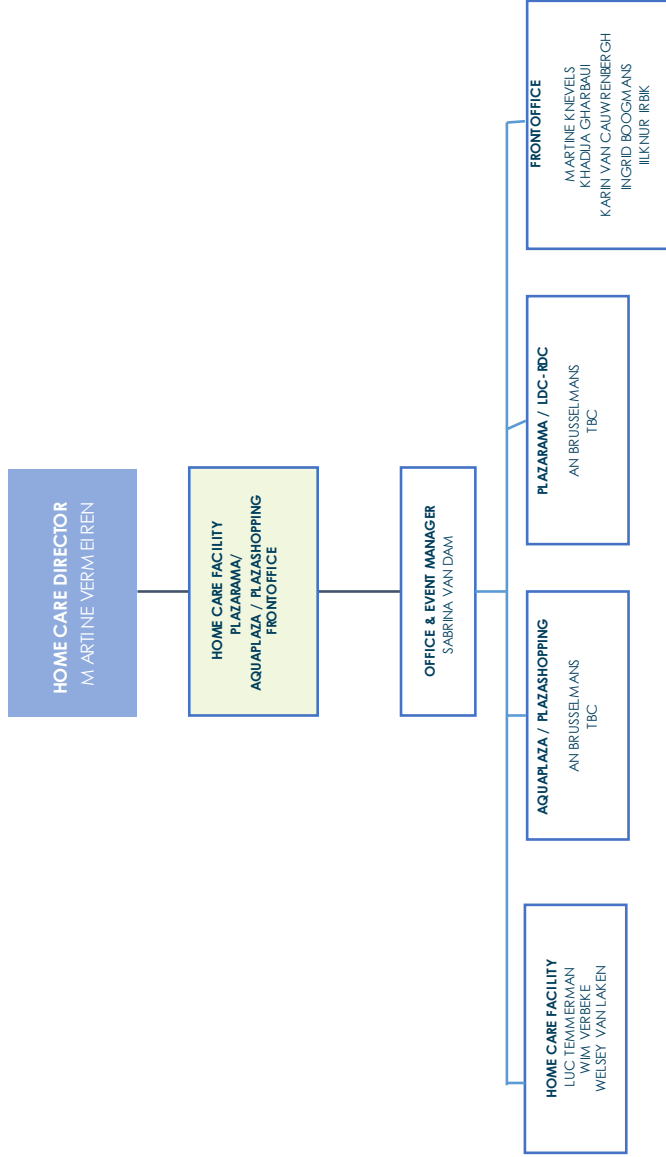 HOME CARE DIRECTOR
MARTINE VERMEIREN
HOME CARE FACILITY
PLAZARAMA/
AQUAPLAZA / PLAZASHOPPING
FRONTOFFICE
OFFICE & EVENT MANAGER
SABRINA VAN DAM
HOME CARE FACILITY
LUC TEMMERMAN
WIM VERBEKE
WELSEY VAN LAKEN
AQUAPLAZA / PLAZASHOPPING
AN BRUSSELMANS
TBC
PLAZARAMA / LDC-RDC
AN BRUSSELMANS
TBC
FRONTOFFICE
MARTINE KNEVELS
KHADIJA GHARBAUI
KARIN VAN CAUWRENBERGH
INGRID BOOGMANS
IILKNUR IRBIK